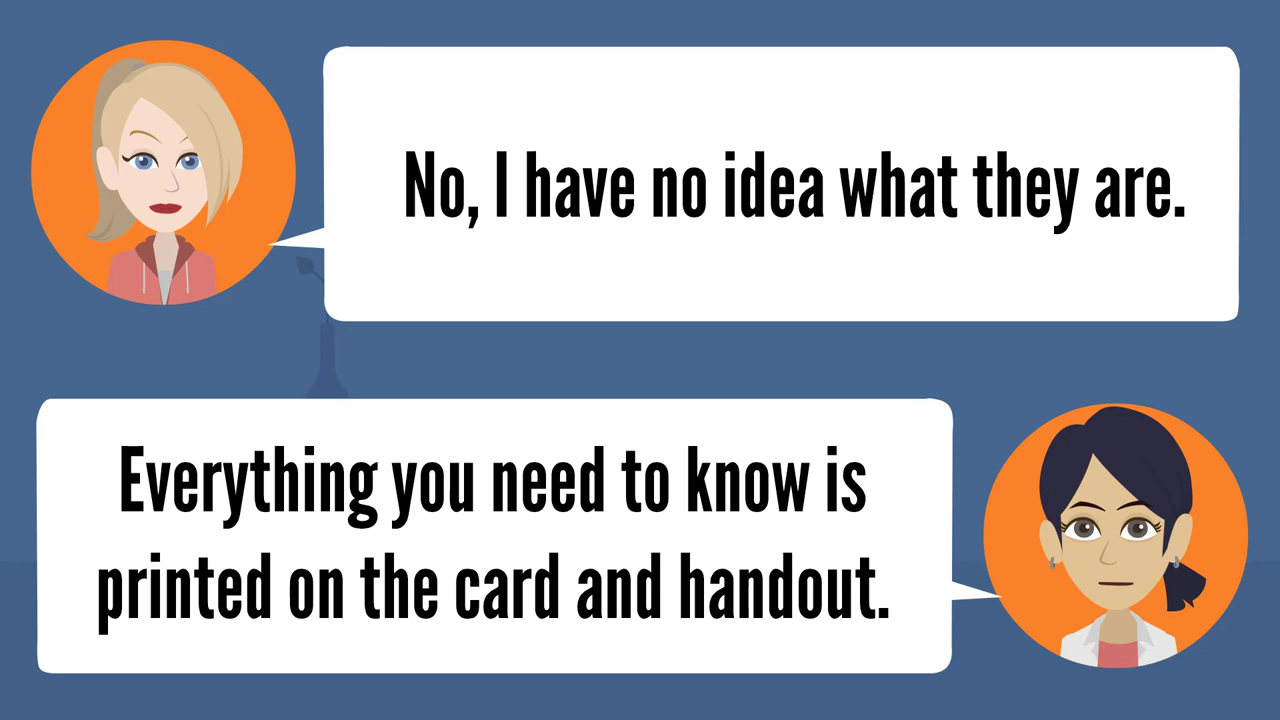 No, I have no idea what they are.
Everything you need to know is
printed on the card and handout.